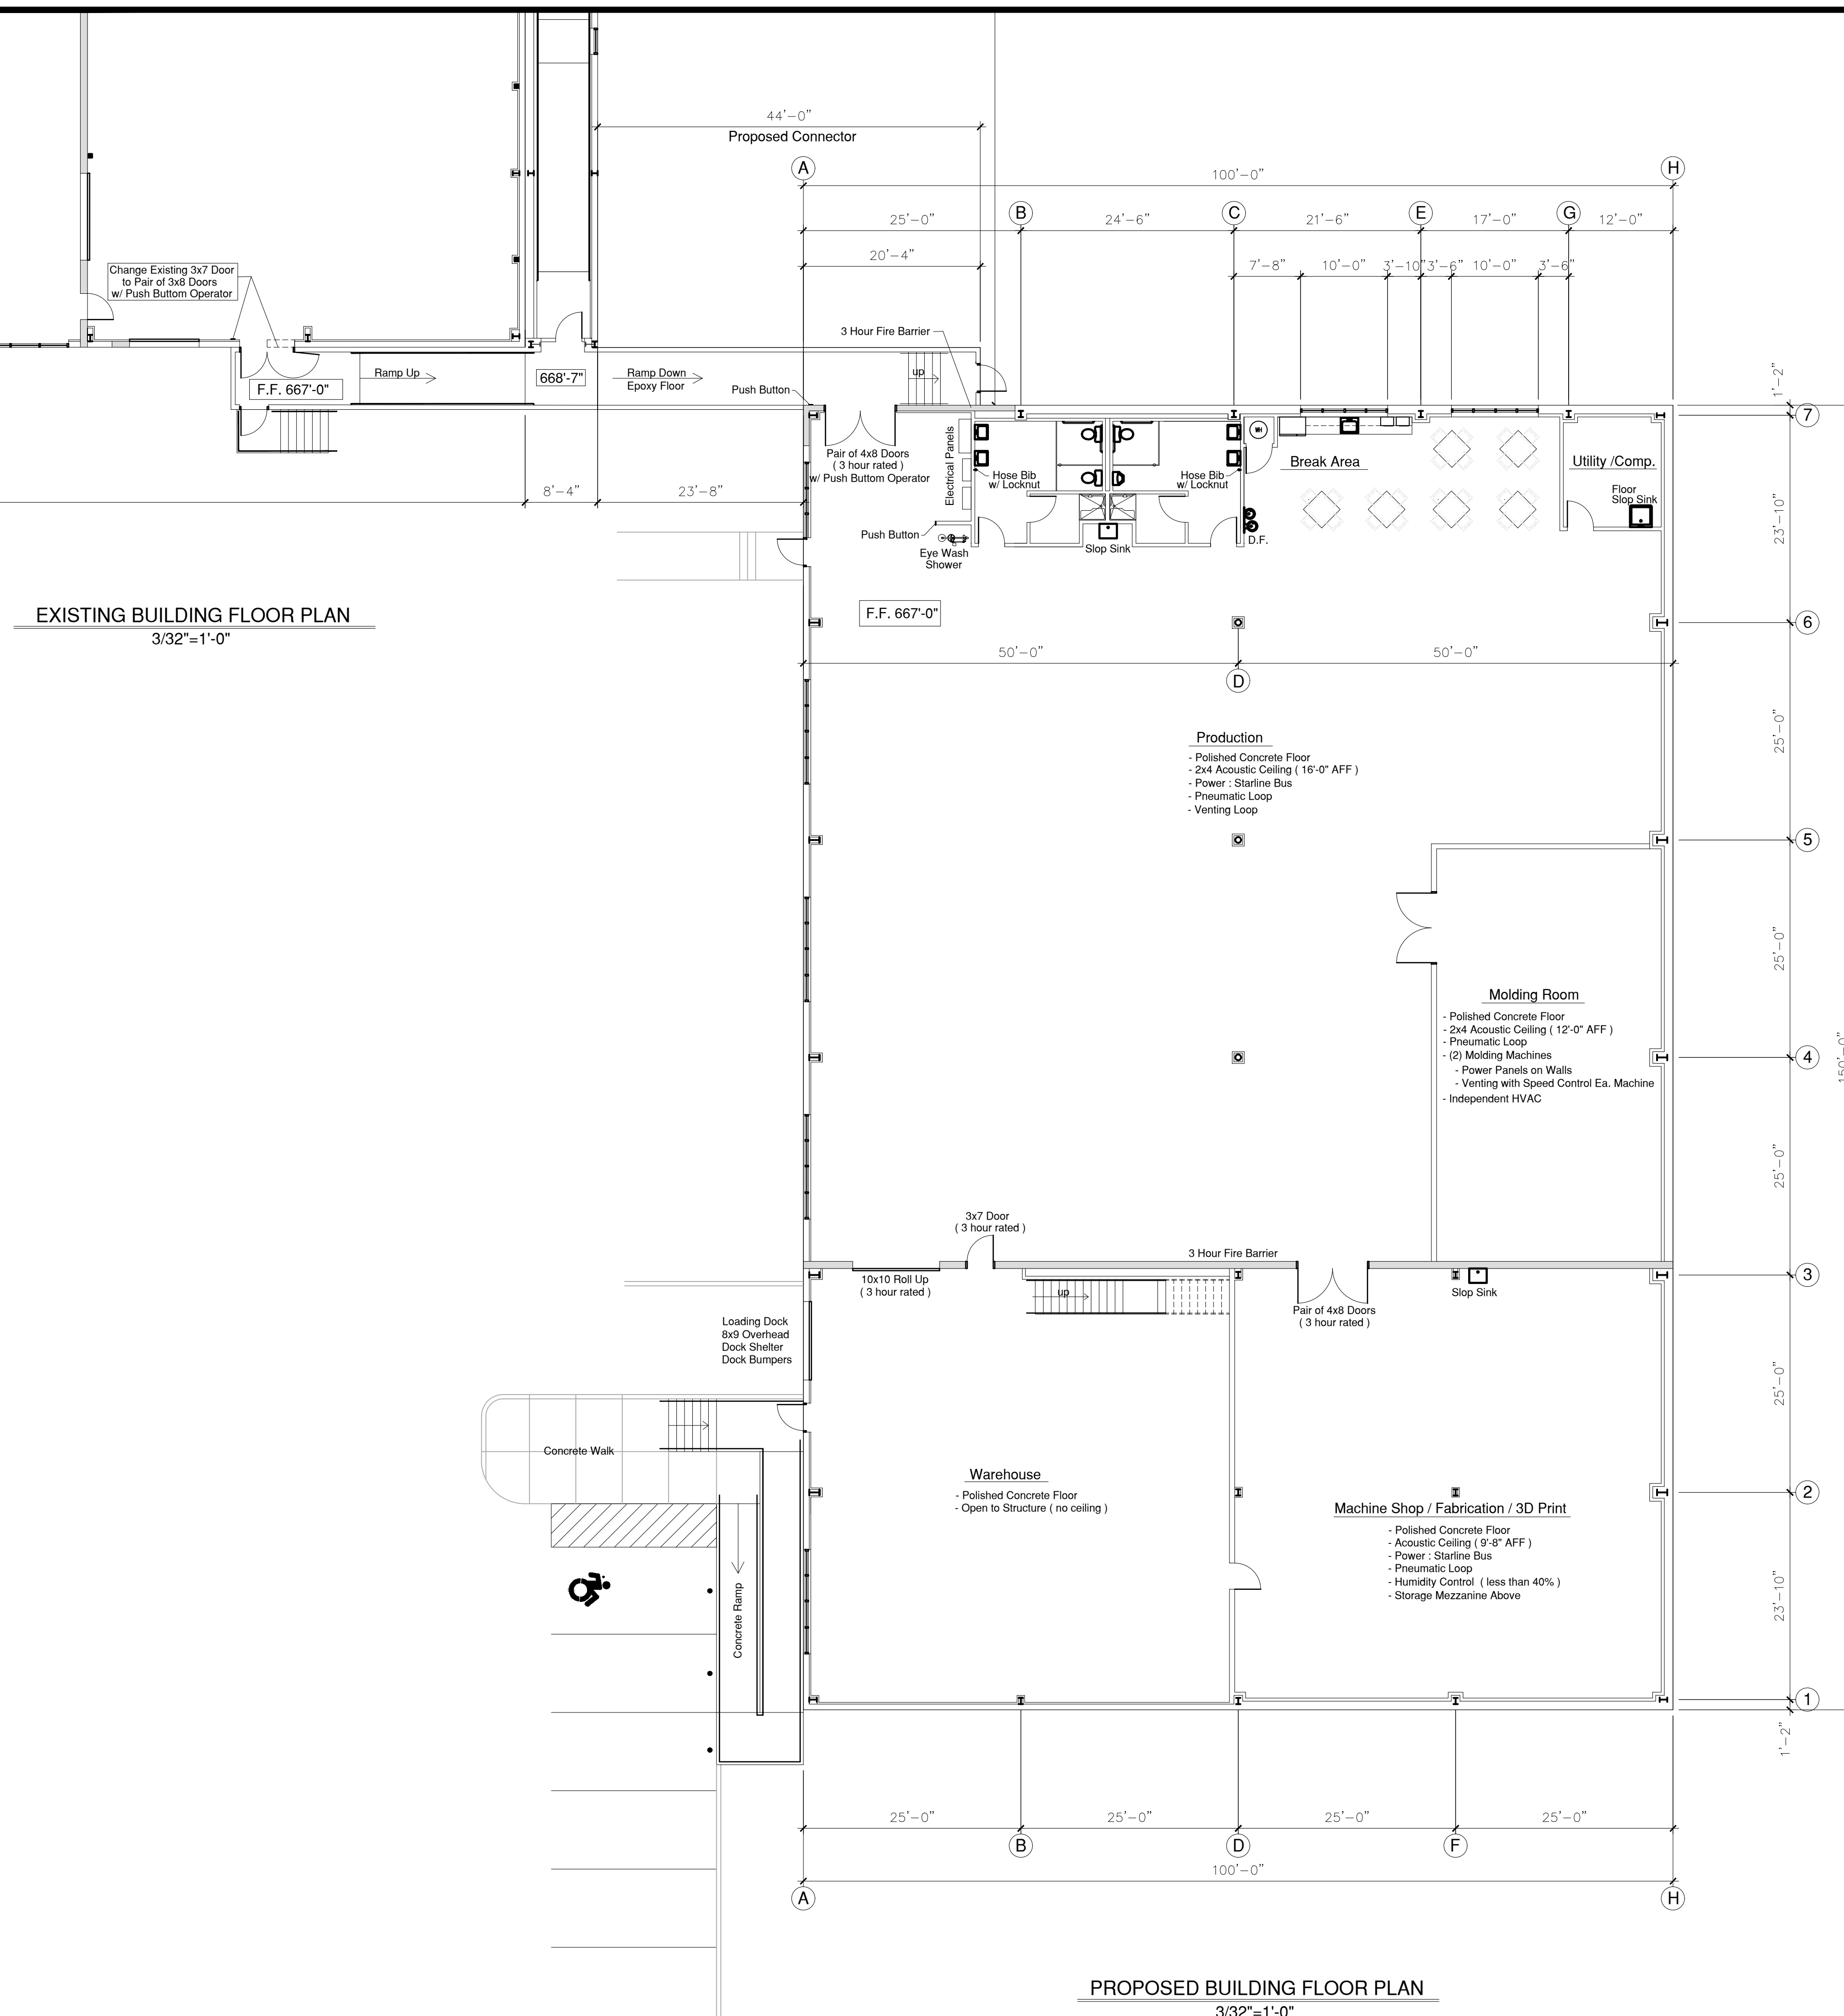 44'-0"
Proposed Connector
A
H
100'-0"
25'-0"
B
24'-6"
C
21'-6"
E
17'-0"
G
12'-0"
20'-4"
7'-8"
10'-0"
3'-10"
3'-6"
10'-0"
3'-6"
Change Existing 3x7 Door
to Pair of 3x8 Doors
w/ Push Buttom Operator
3 Hour Fire Barrier
Ramp Up
F.F. 667'-0"
668'-7"
Ramp Down
Epoxy Floor
up
Push Button
1'-2"
7
Pair of 4x8 Doors
( 3 hour rated )
w/ Push Buttom Operator
Electrical Panels
Hose Bib
w/ Locknut
Hose Bib
w/ Locknut
WH
Break Area
Utility /Comp.
Floor
Slop Sink
8'-4"
23'-8"
23'-10"
Push Button
Eye Wash
Shower
Slop Sink
D.F.
EXISTING BUILDING FLOOR PLAN
3/32"=1'-0"
F.F. 667'-0"
6
50'-0"
50'-0"
D
25'-0"
Production
- Polished Concrete Floor
- 2x4 Acoustic Ceiling ( 16'-0" AFF )
- Power : Starline Bus
- Pneumatic Loop
- Venting Loop
5
25'-0"
Molding Room
- Polished Concrete Floor
- 2x4 Acoustic Ceiling ( 12'-0" AFF )
- Pneumatic Loop
- (2) Molding Machines
- Power Panels on Walls
- Venting with Speed Control Ea. Machine
- Independent HVAC
4
150'-0"
25'-0"
3x7 Door
( 3 hour rated )
3 Hour Fire Barrier
10x10 Roll Up
( 3 hour rated )
up
Pair of 4x8 Doors
( 3 hour rated )
Slop Sink
3
Loading Dock
8x9 Overhead
Dock Shelter
Dock Bumpers
25'-0"
Concrete Walk
Warehouse
- Polished Concrete Floor
- Open to Structure ( no ceiling )
2
Machine Shop / Fabrication / 3D Print
- Polished Concrete Floor
- Acoustic Ceiling ( 9'-8" AFF )
- Power : Starline Bus
- Pneumatic Loop
- Humidity Control ( less than 40% )
- Storage Mezzanine Above
Concrete Ramp
23'-10"
1
1'-2"
25'-0"
25'-0"
25'-0"
25'-0"
B
D
F
100'-0"
A
H
PROPOSED BUILDING FLOOR PLAN
3/32"=1'-0"